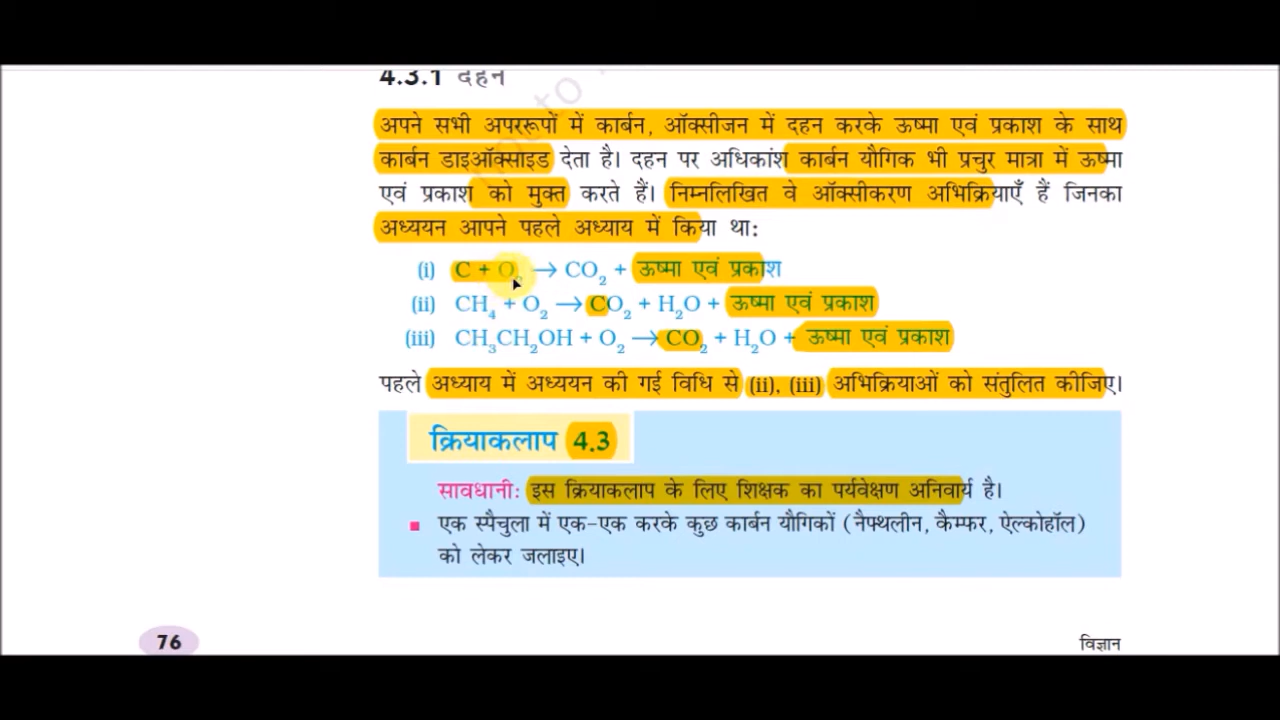 4.3.1 दहन
अपने सभी अपररूपों में कार्बन, ऑक्सीजन में दहन करके ऊष्मा एवं प्रकाश के साथ
कार्बन डाइऑक्साइड देता है। दहन पर अधिकांश कार्बन यौगिक भी प्रचुर मात्रा में ऊष्मा
एवं प्रकाश को मुक्त करते हैं। निम्नलिखित वे ऑक्सीकरण अभिक्रियाएँ हैं जिनका
अध्ययन आपने पहले अध्याय में किया था:
(i) C + O₂ → CO₂ + ऊष्मा एवं प्रकाश
(ii) CH₄ + O₂ → CO₂ + H₂O + ऊष्मा एवं प्रकाश
(iii) CH₃CH₂OH + O₂ → CO₂ + H₂O + ऊष्मा एवं प्रकाश
पहले अध्याय में अध्ययन की गई विधि से (ii), (iii) अभिक्रियाओं को संतुलित कीजिए।
क्रियाकलाप 4.3
सावधानी: इस क्रियाकलाप के लिए शिक्षक का पर्यवेक्षण अनिवार्य है।
■ एक स्पैचुला में एक-एक करके कुछ कार्बन यौगिकों (नैफ्थलीन, कैम्फर, ऐल्कोहॉल)
को लेकर जलाइए।
76
विज्ञान